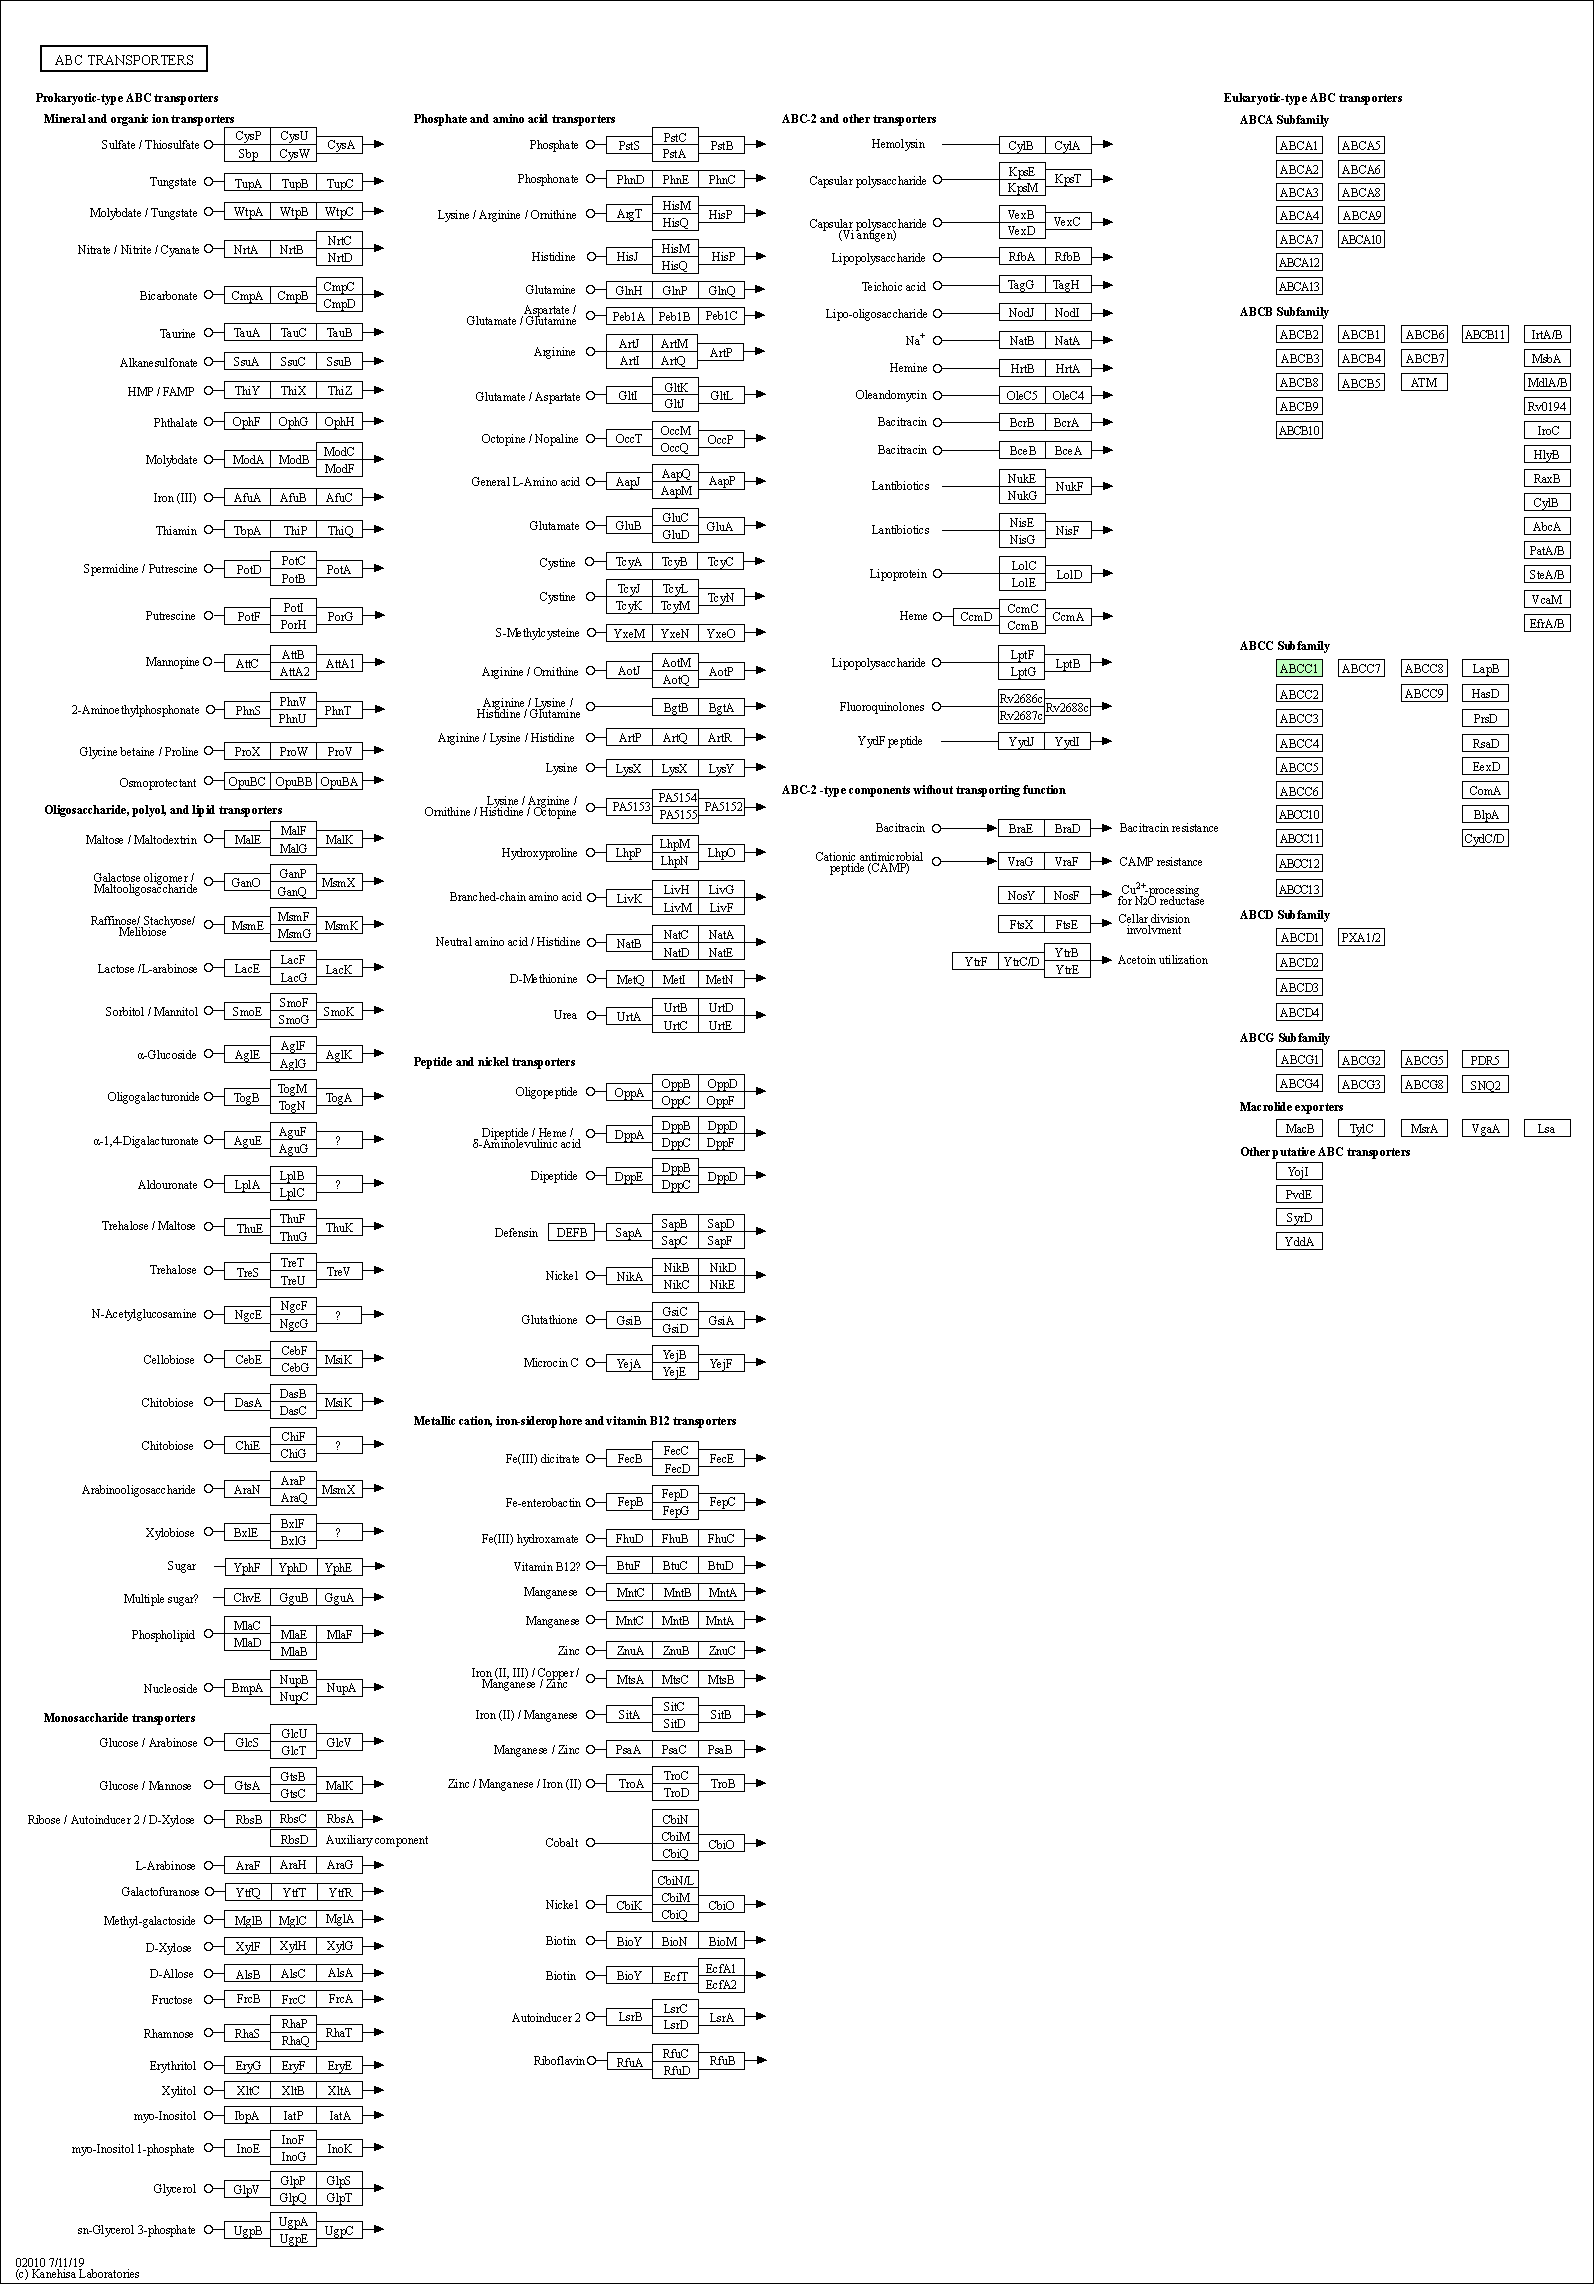 ABC TRANSPORTERS
Prokaryotic-type ABC transporters
Mineral and organic ion transporters
Sulfate / Thiosulfate CysP CysU CysA
Sbp CysW
Tungstate TupA TupB TupC
Molybdate / Tungstate WtpA WtpB WtpC
Nitrate / Nitrite / Cyanate NrtA NrtB NrtC
NrtD
Bicarbonate CmpA CmpB CmpC
CmpD
Taurine TauA TauC TauB
Alkanesulfonate SsuA SsuC SsuB
HMP / FAMP ThiY ThiX ThiZ
Phthalate OphF OphG OphH
Molybdate ModA ModB ModC
ModF
Iron (III) AfuA AfuB AfuC
Thiamin TbpA ThiP ThiQ
Spermidine / Putrescine PotD PotC PotA
PotB
Putrescine PotF PotI PorG
PorH
Mannopine AttC AttB AttA1
AttA2
2-Aminoethylphosphonate PhnS PhnV PhnT
PhnU
Glycine betaine / Proline ProX ProW ProV
Osmoprotectant OpuBC OpuBB OpuBA
Oligosaccharide, polyol, and lipid transporters
Maltose / Maltodextrin MalE MalF MalK
MalG
Galactose oligomer /
Maltooligosaccharide GanO GanP MsmX
GanQ
Raffinose/ Stachyose/
Melibiose MsmE MsmF MsmK
MsmG
Lactose /L-arabinose LacE LacF LacK
LacG
Sorbitol / Mannitol SmoE SmoF SmoK
SmoG
α-Glucoside AglE AglF AglK
AglG
Oligogalacturonide TogB TogM TogA
TogN
α-1,4-Digalacturonate AguE AguF ?
AguG
Aldouronate LplA LplB ?
LplC
Trehalose / Maltose ThuE ThuF ThuK
ThuG
Trehalose TreS TreT TreV
TreU
N-Acetylglucosamine NgcE NgcF ?
NgcG
Cellobiose CebE CebF MsiK
CebG
Chitobiose DasA DasB MsiK
DasC
Chitobiose ChiE ChiF ?
ChiG
Arabinooligosaccharide AraN AraP MsmX
AraQ
Xylobiose BxlE BxlF ?
BxlG
Sugar YphF YphD YphE
Multiple sugar? ChvE GguB GguA
Phospholipid MlaC MlaE MlaF
MlaD MlaB
Nucleoside BmpA NupB NupA
NupC
Monosaccharide transporters
Glucose / Arabinose GlcS GlcU GlcV
GlcT
Glucose / Mannose GtsA GtsB MalK
GtsC
Ribose / Autoinducer 2 / D-Xylose RbsB RbsC RbsA
RbsD Auxiliary component
L-Arabinose AraF AraH AraG
Galactofuranose YtfQ YtfT YtfR
Methyl-galactoside MglB MglC MglA
D-Xylose XylF XylH XylG
D-Allose AlsB AlsC AlsA
Fructose FrcB FrcC FrcA
Rhamnose RhaS RhaP RhaT
RhaQ
Erythritol EryG EryF EryE
Xylitol XltC XltB XltA
myo-Inositol IbpA IatP IatA
myo-Inositol 1-phosphate InoE InoF InoK
InoG
Glycerol GlpV GlpP GlpS
GlpQ GlpT
sn-Glycerol 3-phosphate UgpB UgpA UgpC
UgpE
02010 7/11/19
(c) Kanehisa Laboratories
Phosphate and amino acid transporters
Phosphate PstS PstC PstB
PstA
Phosphonate PhnD PhnE PhnC
Lysine / Arginine / Ornithine ArgT HisM HisP
HisQ
Histidine HisJ HisM HisP
HisQ
Glutamine GlnH GlnP GlnQ
Aspartate /
Glutamate / Glutamine Peb1A Peb1B Peb1C
Arginine ArtJ ArtM ArtP
ArtI ArtQ
Glutamate / Aspartate GltI GltK GltL
GltJ
Octopine / Nopaline OccT OccM OccP
OccQ
General L-Amino acid AapJ AapQ AapP
AapM
Glutamate GluB GluC GluA
GluD
Cystine TcyA TcyB TcyC
Cystine TcyJ TcyL TcyN
TcyK TcyM
S-Methylcysteine YxeM YxeN YxeO
Arginine / Ornithine AotJ AotM AotP
AotQ
Arginine / Lysine /
Histidine / Glutamine BgtB BgtA
Arginine / Lysine / Histidine ArtP ArtQ ArtR
Lysine LysX LysX LysY
Lysine / Arginine /
Ornithine / Histidine / Octopine PA5153 PA5154 PA5152
PA5155
Hydroxyproline LhpP LhpM LhpO
LhpN
Branched-chain amino acid LivK LivH LivG
LivM LivF
Neutral amino acid / Histidine NatB NatC NatA
NatD NatE
D-Methionine MetQ MetI MetN
Urea UrtA UrtB UrtD
UrtC UrtE
Peptide and nickel transporters
Oligopeptide OppA OppB OppD
OppC OppF
Dipeptide / Heme /
δ-Aminolevulinic acid DppA DppB DppD
DppC DppF
Dipeptide DppE DppB DppD
DppC
Defensin DEFB SapA SapB SapD
SapC SapF
Nickel NikA NikB NikD
NikC NikE
Glutathione GsiB GsiC GsiA
GsiD
Microcin C YejA YejB YejF
YejE
Metallic cation, iron-siderophore and vitamin B12 transporters
Fe(III) dicitrate FecB FecC FecE
FecD
Fe-enterobactin FepB FepD FepC
FepG
Fe(III) hydroxamate FhuD FhuB FhuC
Vitamin B12? BtuF BtuC BtuD
Manganese MntC MntB MntA
Manganese MntC MntB MntA
Zinc ZnuA ZnuB ZnuC
Iron (II, III) / Copper /
Manganese / Zinc MtsA MtsC MtsB
Iron (II) / Manganese SitA SitC SitB
SitD
Manganese / Zinc PsaA PsaC PsaB
Zinc / Manganese / Iron (II) TroA TroC TroB
TroD
Cobalt CbiN
CbiM CbiO
CbiQ
Nickel CbiK CbiN/L
CbiM CbiO
CbiQ
Biotin BioY BioN BioM
Biotin BioY EcfT EcfA1
EcfA2
Autoinducer 2 LsrB LsrC LsrA
LsrD
Riboflavin RfuA RfuC RfuB
RfuD
ABC-2 and other transporters
Hemolysin CylB CylA
Capsular polysaccharide KpsE KpsT
KpsM
Capsular polysaccharide
(Vi antigen) VexB VexC
VexD
Lipopolysaccharide RfbA RfbB
Teichoic acid TagG TagH
Lipo-oligosaccharide NodJ NodI
Na+ NatB NatA
Hemine HrtB HrtA
Oleandomycin OleC5 OleC4
Bacitracin BcrB BcrA
Bacitracin BceB BceA
Lantibiotics NukE NukF
NukG
Lantibiotics NisE NisF
NisG
Lipoprotein LolC LolD
LolE
Heme CcmD CcmC CcmA
CcmB
Lipopolysaccharide LptF LptB
LptG
Fluoroquinolones Rv2686c Rv2688c
Rv2687c
YydF peptide YydJ YydI
ABC-2 -type components without transporting function
Bacitracin BraE BraD Bacitracin resistance
Cationic antimicrobial
peptide (CAMP) VraG VraF CAMP resistance
NosY NosF Cu2+-processing
for N2O reductase
FtsX FtsE Cellar division
involvment
YtrF YtrC/D YtrB Acetoin utilization
YtrE
Eukaryotic-type ABC transporters
ABCA Subfamily
ABCA1 ABCA5
ABCA2 ABCA6
ABCA3 ABCA8
ABCA4 ABCA9
ABCA7 ABCA10
ABCA12
ABCA13
ABCB Subfamily
ABCB2 ABCB1 ABCB6 ABCB11 IrtA/B
ABCB3 ABCB4 ABCB7 MsbA
ABCB8 ABCB5 ATM MdlA/B
ABCB9 Rv0194
ABCB10 IroC
HlyB
RaxB
CylB
AbcA
PatA/B
SteA/B
VcaM
EfrA/B
ABCC Subfamily
ABCC1 ABCC7 ABCC8 LapB
ABCC2 ABCC9 HasD
ABCC3 PrsD
ABCC4 RsaD
ABCC5 EexD
ABCC6 ComA
ABCC10 BlpA
ABCC11 CydC/D
ABCC12
ABCC13
ABCD Subfamily
ABCD1 PXA1/2
ABCD2
ABCD3
ABCD4
ABCG Subfamily
ABCG1 ABCG2 ABCG5 PDR5
ABCG4 ABCG3 ABCG8 SNQ2
Macrolide exporters
MacB TylC MsrA VgaA Lsa
Other putative ABC transporters
YojI
PvdE
SyrD
YddA